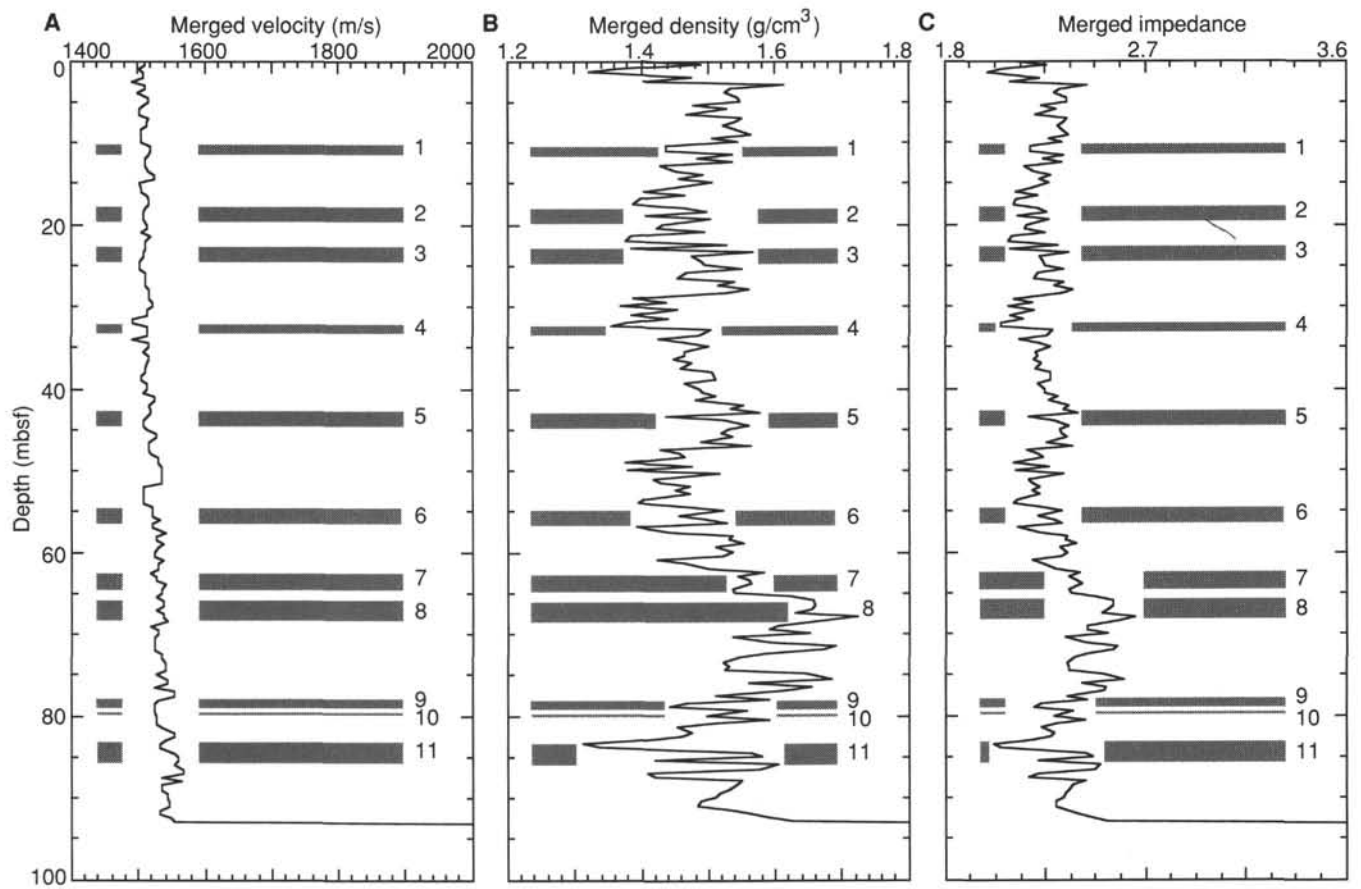 A Merged velocity (m/s) B Merged density (g/cm³) C Merged impedance
1400 1600 1800 2000 1.2 1.4 1.6 1.8 1.8 2.7 3.6
0
1 1 1
2 2 2
20
3 3 3
4 4 4
40
5 5 5
Depth (mbsf)
6 6 6
60
7 7 7
8 8 8
9 9 9
80 10 10 10
11 11 11
100